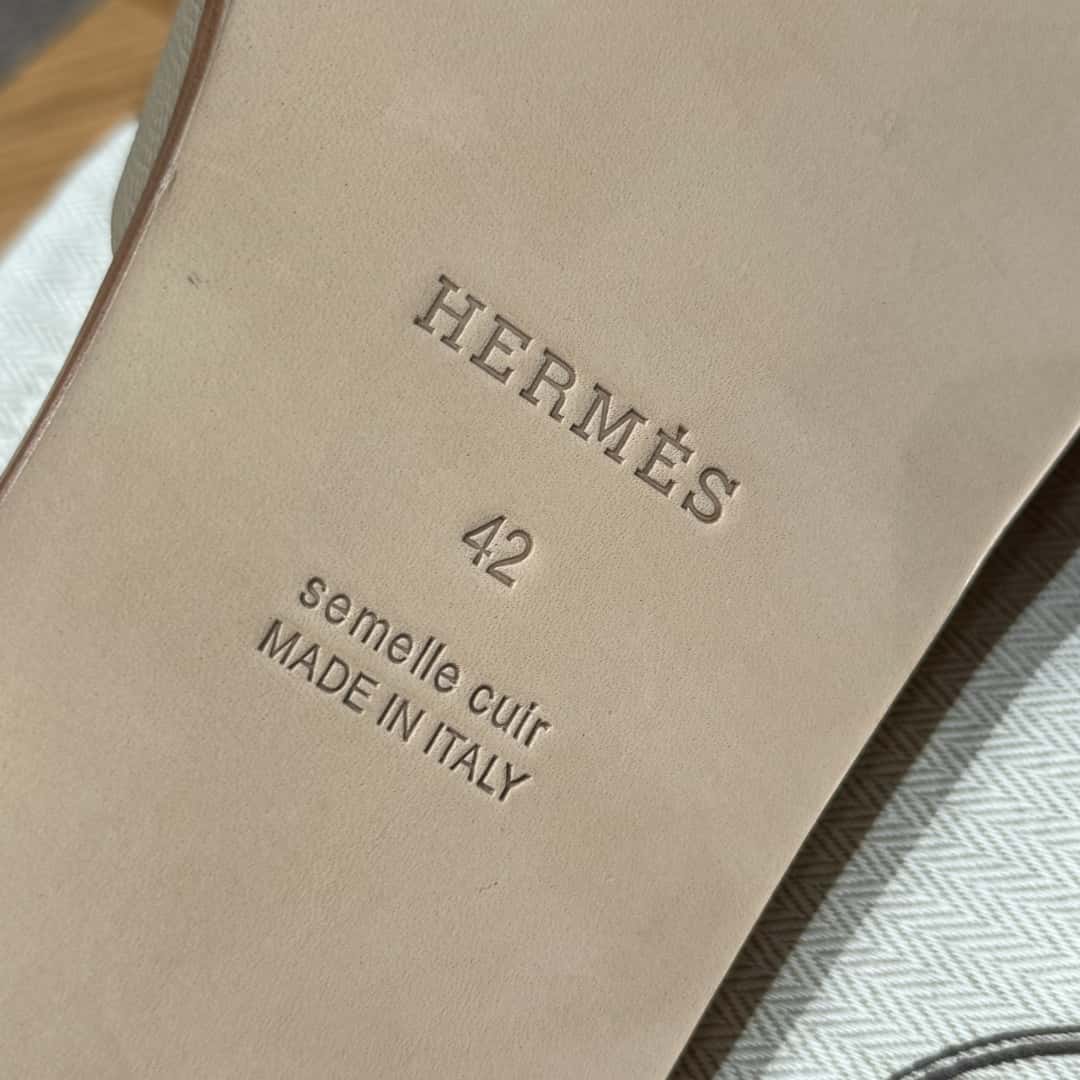 HERMÈS
42
semelle cuir
MADE IN ITALY